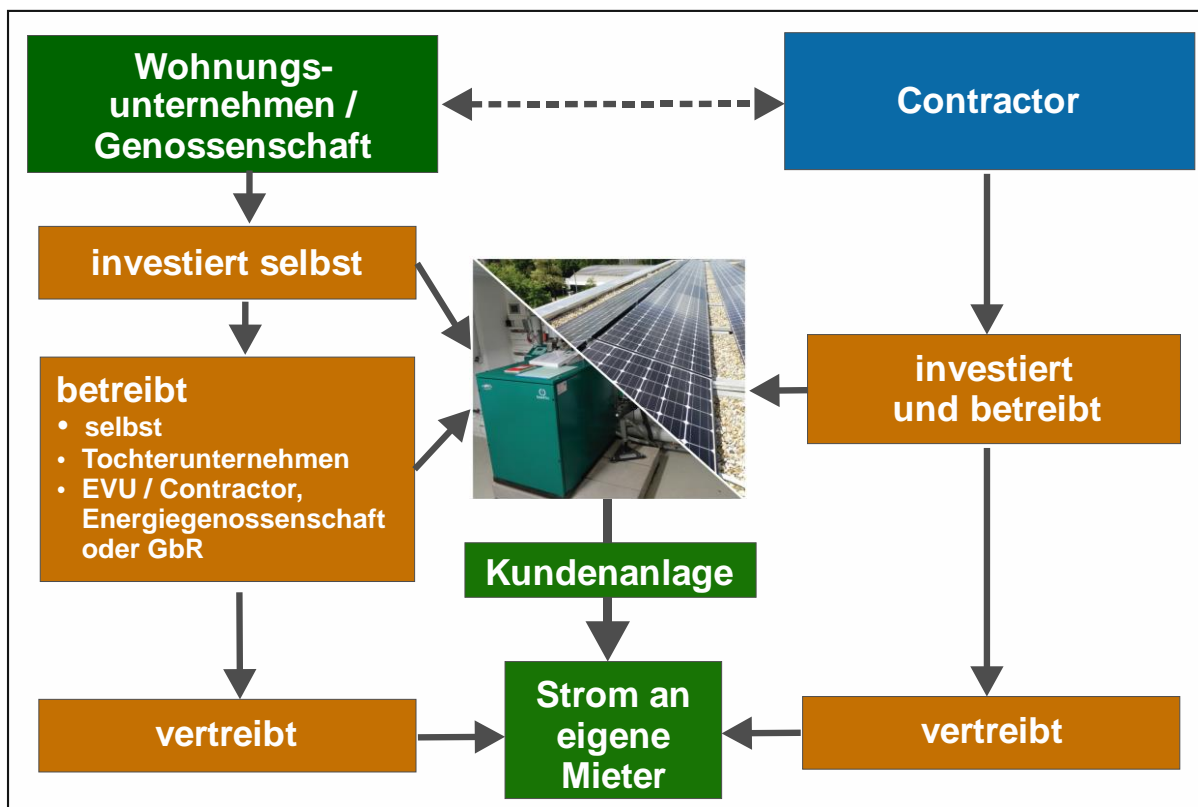 Wohnungs-
unternehmen /
Genossenschaft
Contractor
investiert selbst
betreibt
• selbst
• Tochterunternehmen
• EVU / Contractor,
Energiegenossenschaft
oder GbR
investiert
und betreibt
Kundenanlage
vertreibt
Strom an
eigene
Mieter
vertreibt